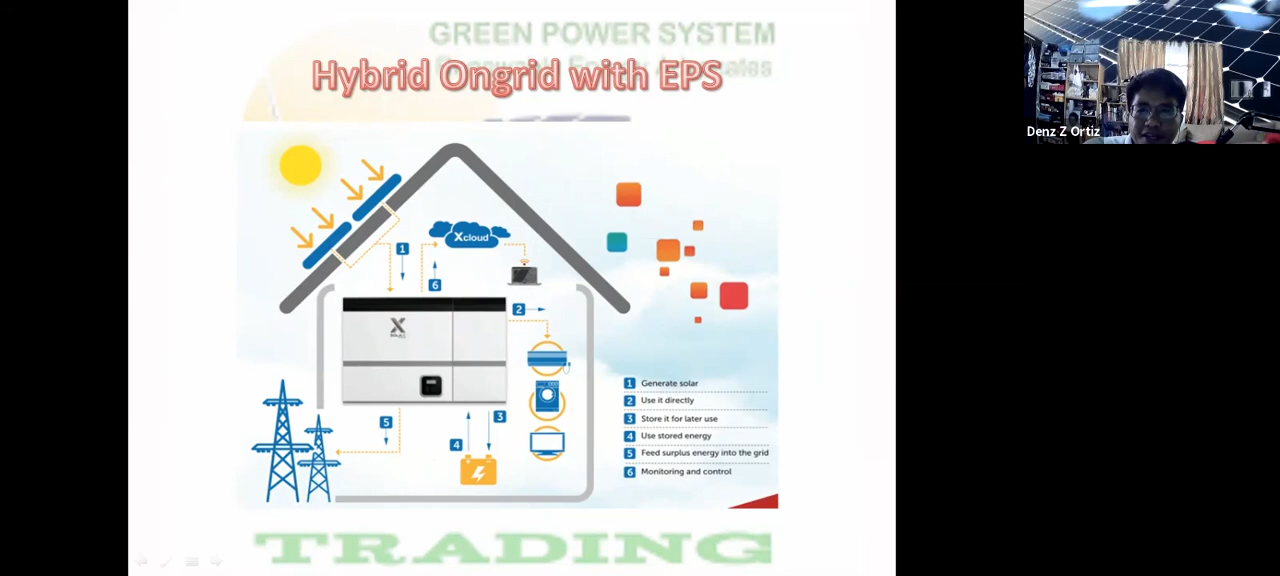 GREEN POWER SYSTEM
Hybrid Ongrid with EPS
Denz Z Ortiz
Xcloud
1
6
2
X
5
3
4
1 Generate solar
2 Use it directly
3 Store it for later use
4 Use stored energy
5 Feed surplus energy into the grid
6 Monitoring and control
TRADING